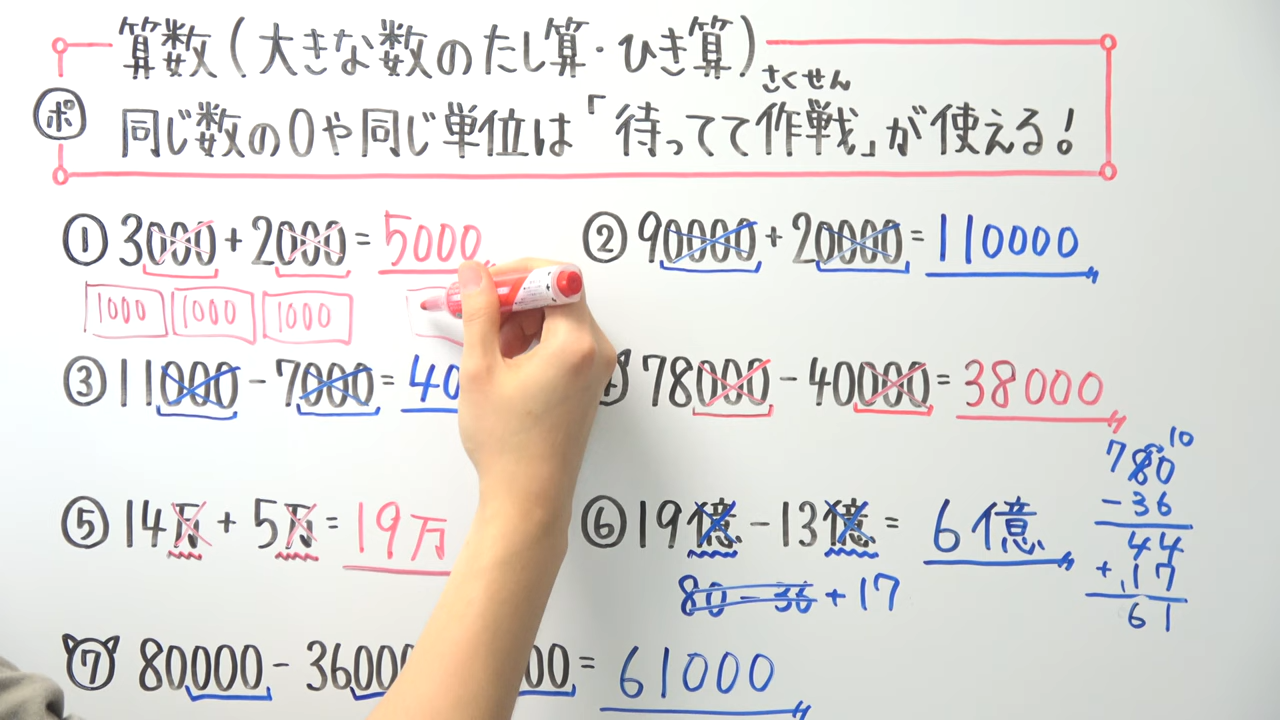 算数(大きな数のたし算・ひき算)
さくせん
ポ 同じ数の0や同じ単位は「待ってて作戦」が使える!
① 3000+2000=5000
② 90000+20000=110000
1000 1000 1000
③ 11000-7000=40
78000-40000=38000
⑤ 14万+5万=19万
⑥ 19億-13億=6億
80-36+17
10
780
-36
44
+17
61
⑦ 80000-36000 00=61000